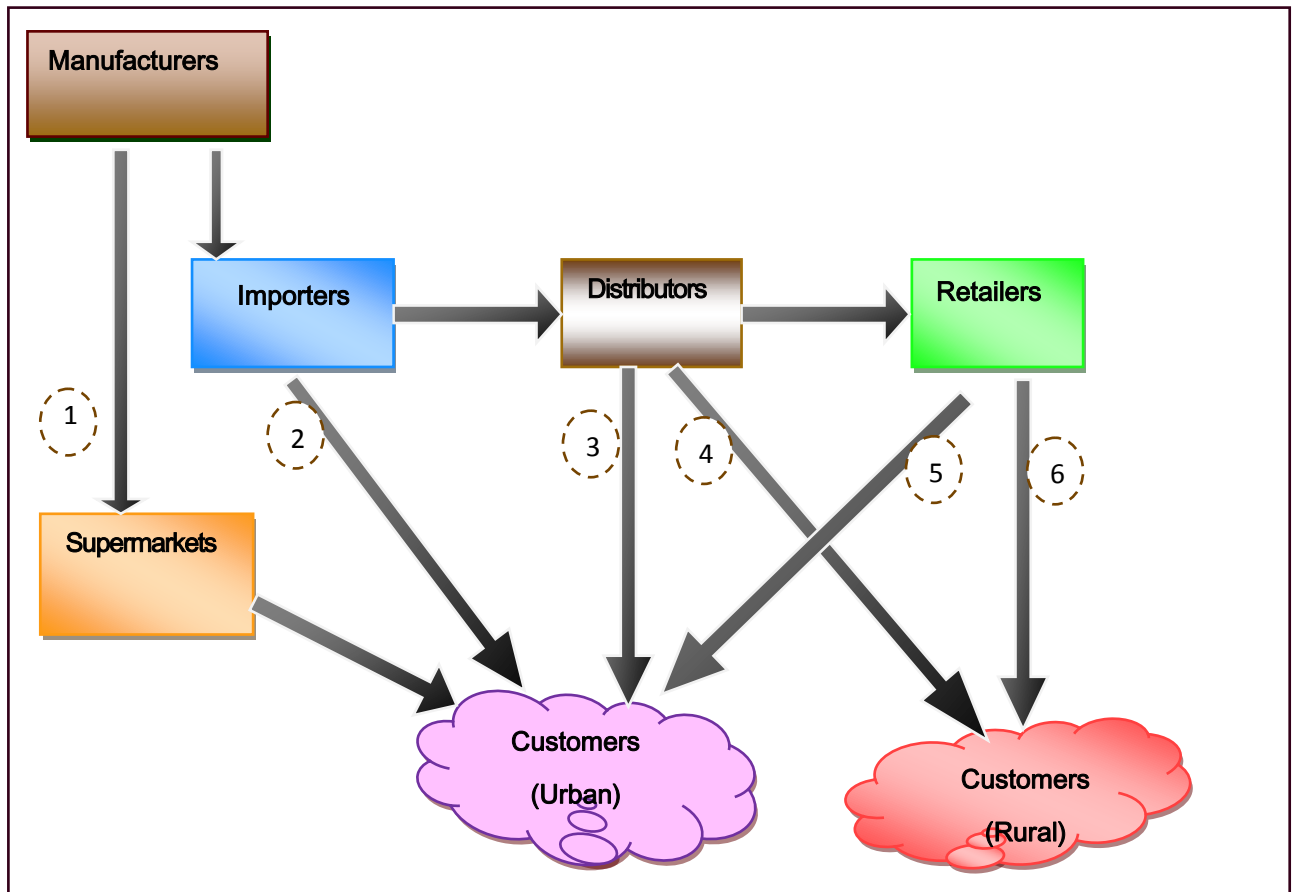 Manufacturers
Importers
Distributors
Retailers
1
2
3
4
5
6
Supermarkets
Customers
(Urban)
Customers
(Rural)